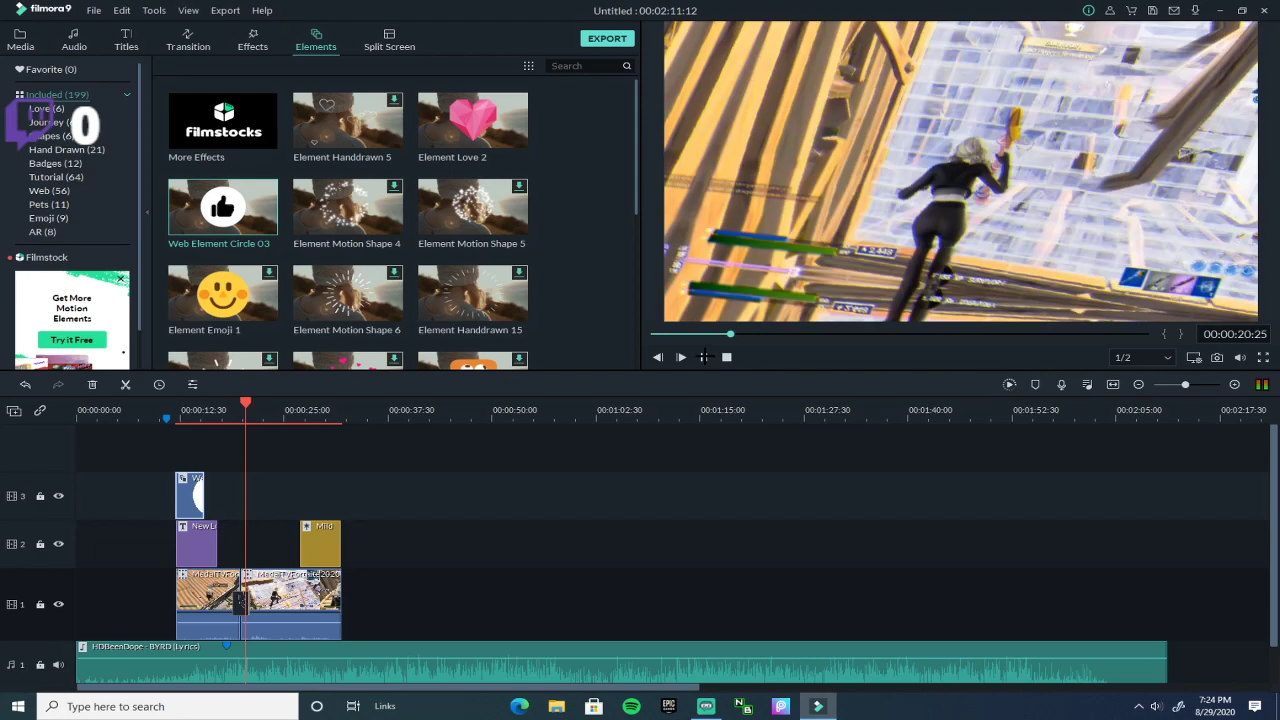 filmora9 File Edit Tools View Export Help Untitled : 00:02:11:12
Media Audio Titles Transition Effects Elements Split Screen EXPORT
Favorite (0)
Included (199)
Love (6)
(6)
Hand Drawn (21)
Badges (12)
Tutorial (64)
Web (56)
Pets (11)
Emoji (9)
AR (8)
Filmstock
0
Get More
Motion
Elements
Try it Free
Search
filmstocks
More Effects Element Handdrawn 5 Element Love 2
Web Element Circle 03 Element Motion Shape 4 Element Motion Shape 5
Element Emoji 1 Element Motion Shape 6 Element Handdrawn 15
{ } 00:00:20:25
1/2
00:00:00:00 00:00:12:30 00:00:25:00 00:00:37:30 00:00:50:00 00:01:02:30 00:01:15:00 00:01:27:30 00:01:40:00 00:01:52:30 00:02:05:00 00:02:17:30
3
2 New Mild
1
1 HDBeenDope - BYRD (Lyrics)
Type here to search Links
EPIC GAMES
7:24 PM
8/29/2020